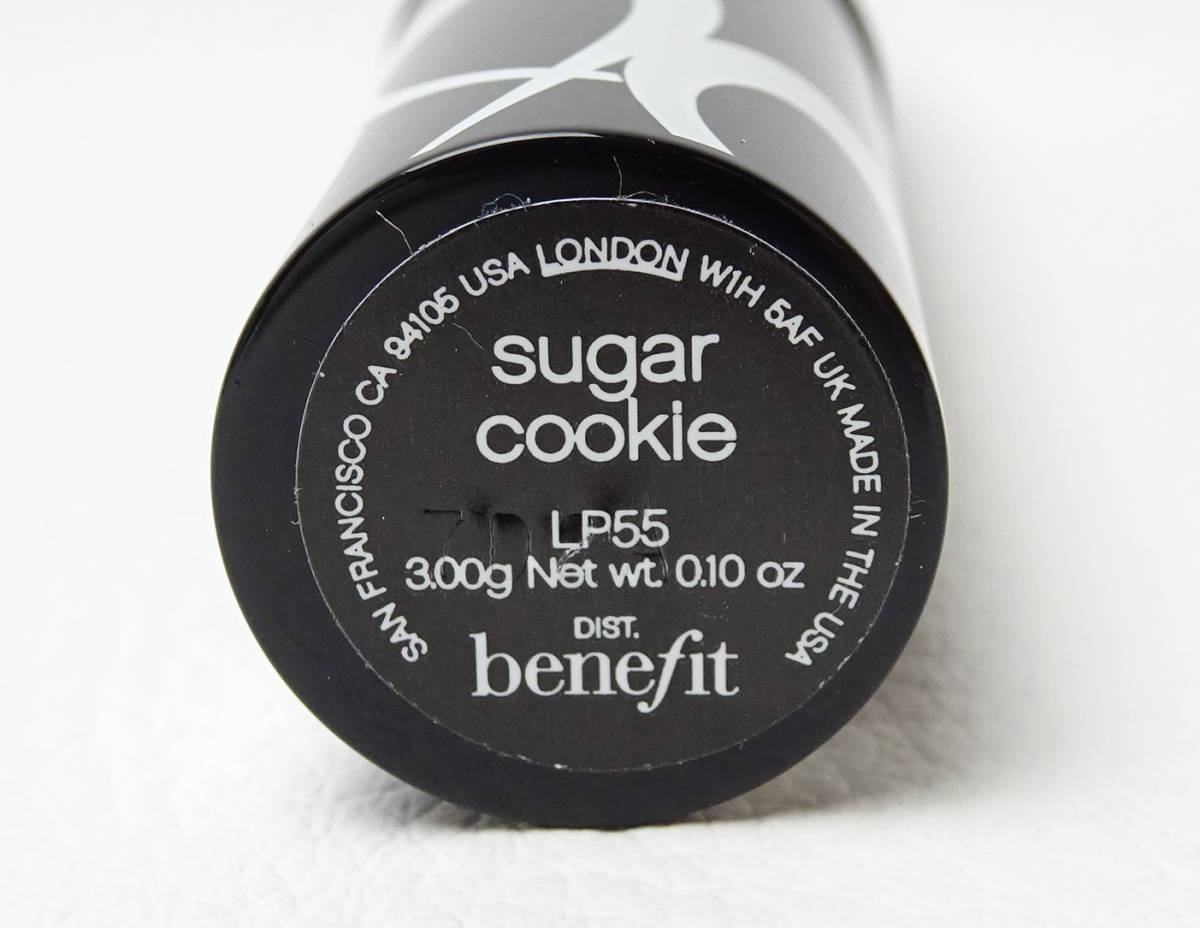 SAN FRANCISCO CA 94105 USA LONDON W1H 5AF UK MADE IN THE USA
sugar
cookie
LP55
3.00g Net wt. 0.10 oz
DIST.
benefit